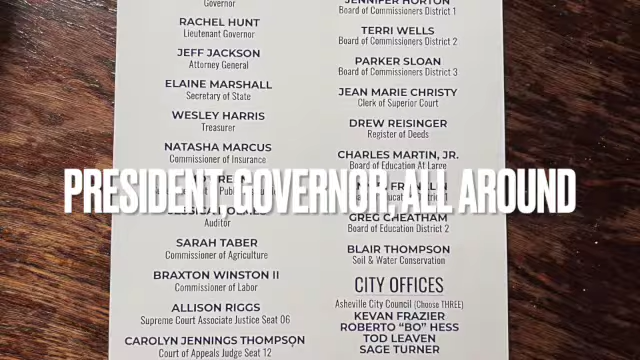 Governor
RACHEL HUNT
Lieutenant Governor
JEFF JACKSON
Attorney General
ELAINE MARSHALL
Secretary of State
WESLEY HARRIS
Treasurer
NATASHA MARCUS
Commissioner of Insurance
Auditor
SARAH TABER
Commissioner of Agriculture
BRAXTON WINSTON II
Commissioner of Labor
ALLISON RIGGS
Supreme Court Associate Justice Seat 06
CAROLYN JENNINGS THOMPSON
Court of Appeals Judge Seat 12
JENNIFER HORTON
Board of Commissioners District 1
TERRI WELLS
Board of Commissioners District 2
PARKER SLOAN
Board of Commissioners District 3
JEAN MARIE CHRISTY
Clerk of Superior Court
DREW REISINGER
Register of Deeds
CHARLES MARTIN, JR.
Board of Education At Large
GREG CHEATHAM
Board of Education District 2
BLAIR THOMPSON
Soil & Water Conservation
CITY OFFICES
Asheville City Council (Choose THREE)
KEVAN FRAZIER
ROBERTO “BO” HESS
TOD LEAVEN
SAGE TURNER
PRESIDENT, GOVERNOR, ALL AROUND